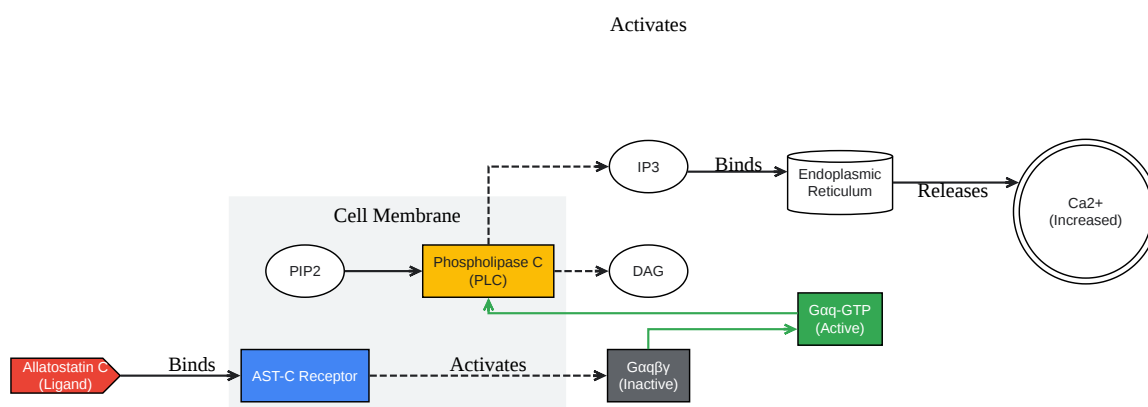 Activates
IP3
Binds
Endoplasmic
Reticulum
Releases
Ca2+
(Increased)
Cell Membrane
PIP2
Phospholipase C
(PLC)
DAG
Gαq-GTP
(Active)
Allatostatin C
(Ligand)
Binds
AST-C Receptor
Activates
Gαqβγ
(Inactive)